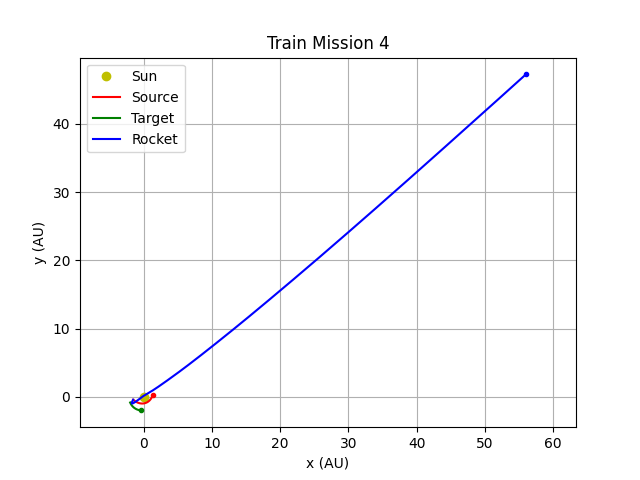 Train Mission 4
Sun
Source
Target
Rocket
y (AU)
40
30
20
10
0
0 10 20 30 40 50 60
x (AU)